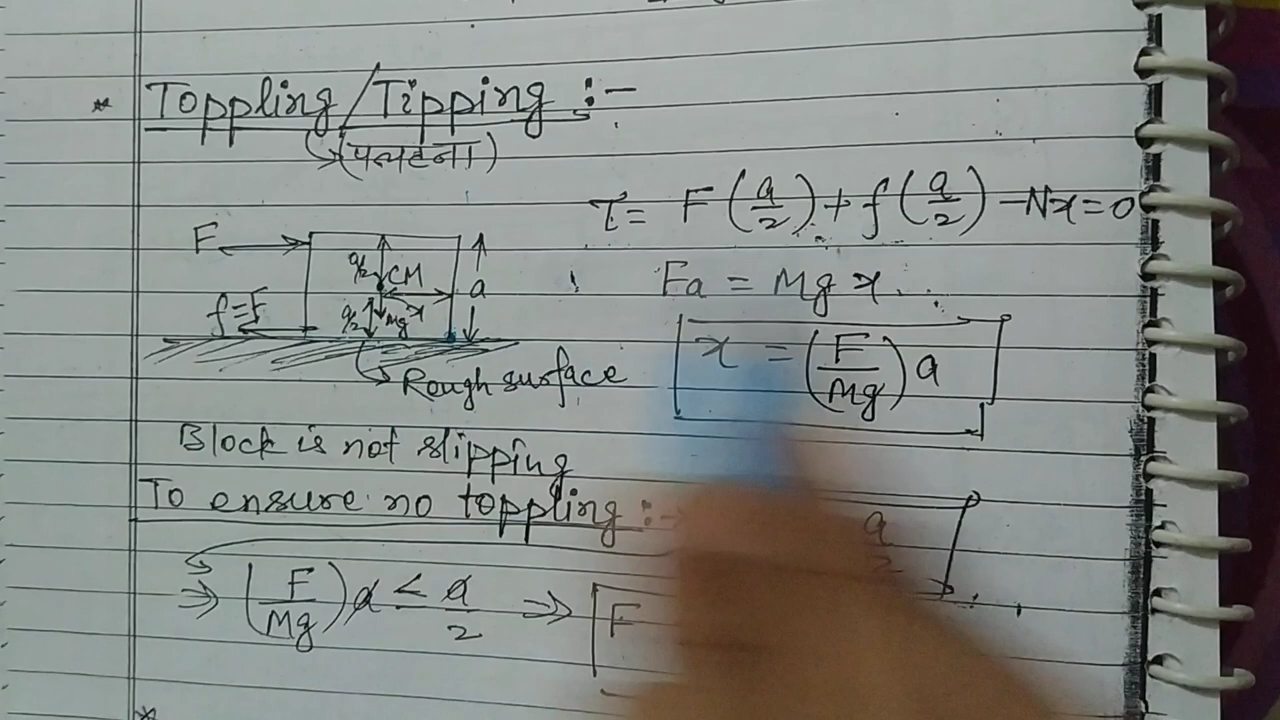 * Toppling/Tipping :-
(पलटना)
τ = F(a/2) + f(a/2) - Nx = 0
F
a/2 CM
a
Fa = Mg x
f=F
a/2 Mg x
x = (F/Mg) a
Rough surface
Block is not slipping
To ensure no toppling :-
a/2
⇒ (F/Mg) a < a/2 ⇒ F
*